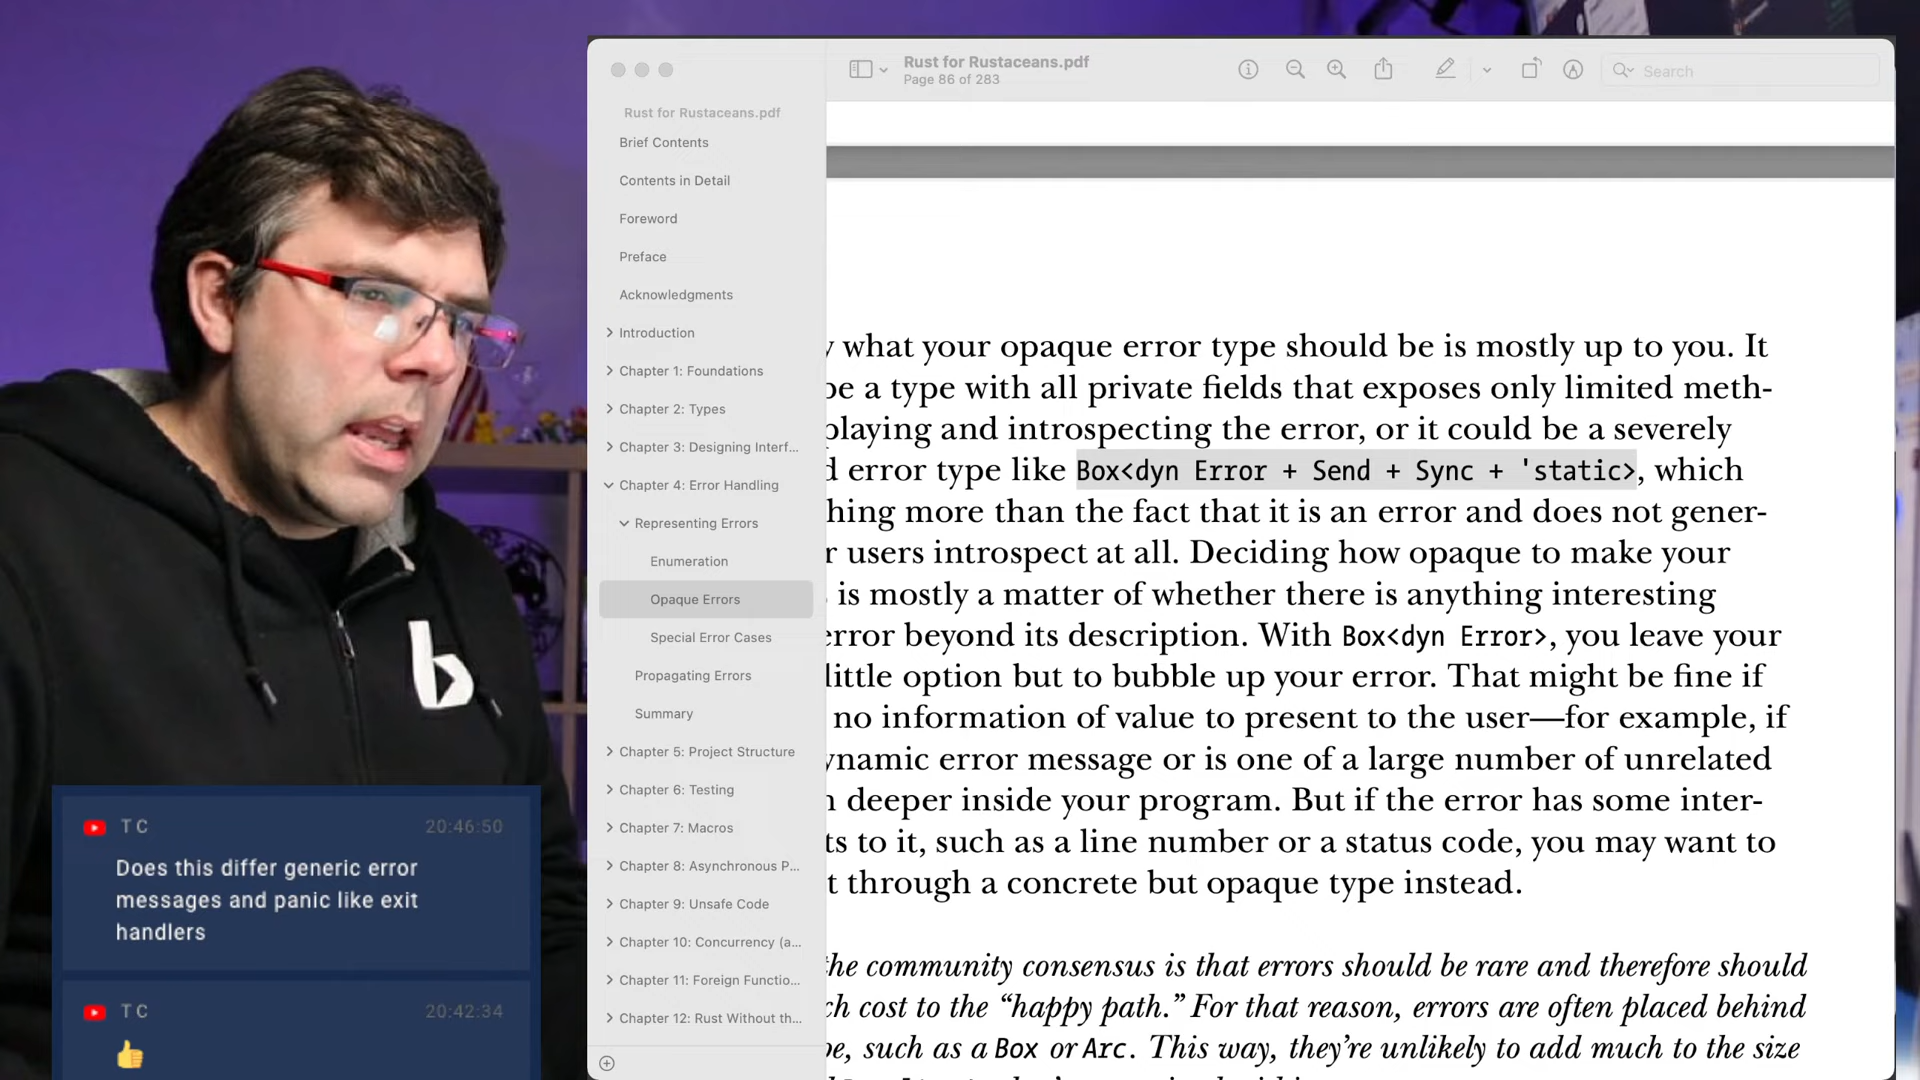 Rust for Rustaceans.pdf
Page 86 of 283
Search
Rust for Rustaceans.pdf
Brief Contents
Contents in Detail
Foreword
Preface
Acknowledgments
Introduction
Chapter 1: Foundations
Chapter 2: Types
Chapter 3: Designing Interf...
Chapter 4: Error Handling
Representing Errors
Enumeration
Opaque Errors
Special Error Cases
Propagating Errors
Summary
Chapter 5: Project Structure
Chapter 6: Testing
Chapter 7: Macros
Chapter 8: Asynchronous P...
Chapter 9: Unsafe Code
Chapter 10: Concurrency (a...
Chapter 11: Foreign Functio...
Chapter 12: Rust Without th...
what your opaque error type should be is mostly up to you. It
be a type with all private fields that exposes only limited meth-
playing and introspecting the error, or it could be a severely
d error type like Box<dyn Error + Send + Sync + 'static>, which
hing more than the fact that it is an error and does not gener-
r users introspect at all. Deciding how opaque to make your
is mostly a matter of whether there is anything interesting
error beyond its description. With Box<dyn Error>, you leave your
little option but to bubble up your error. That might be fine if
no information of value to present to the user—for example, if
ynamic error message or is one of a large number of unrelated
n deeper inside your program. But if the error has some inter-
ts to it, such as a line number or a status code, you may want to
t through a concrete but opaque type instead.
the community consensus is that errors should be rare and therefore should
ch cost to the “happy path.” For that reason, errors are often placed behind
pe, such as a Box or Arc. This way, they’re unlikely to add much to the size
b
T C 20:46:50
Does this differ generic error
messages and panic like exit
handlers
T C 20:42:34
👍